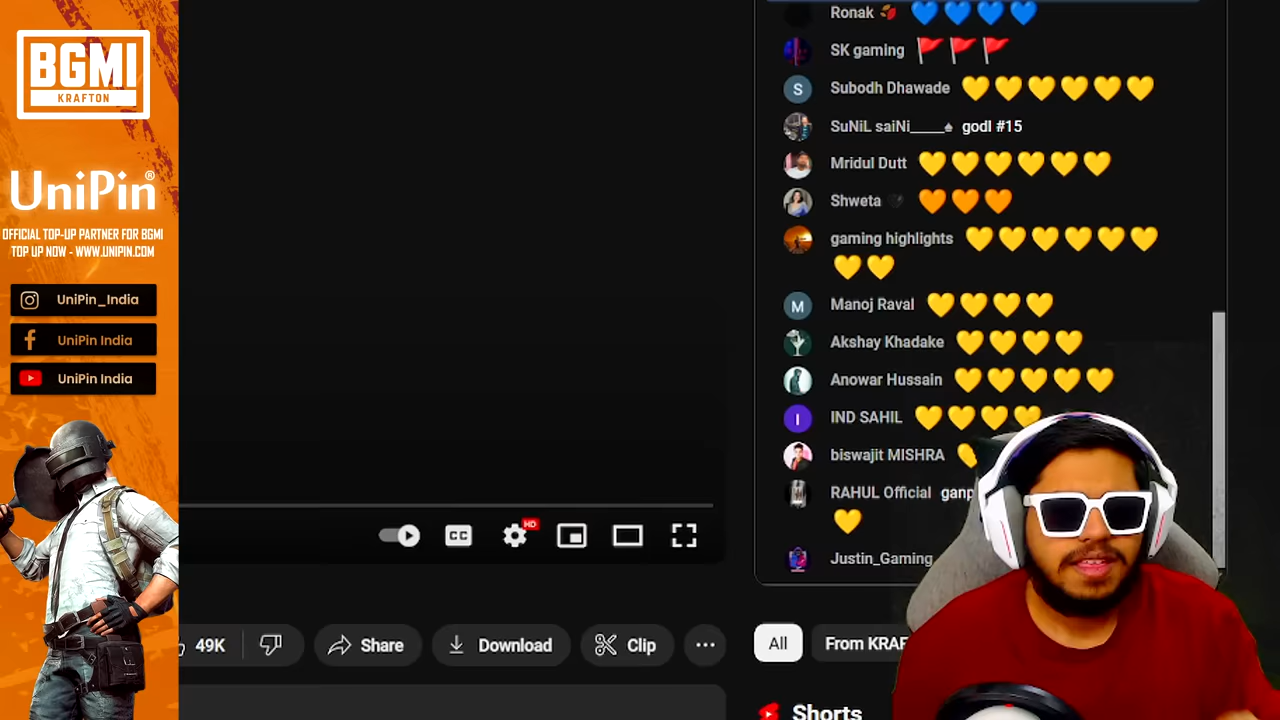 BGMI
KRAFTON
UniPin®
OFFICIAL TOP-UP PARTNER FOR BGMI
TOP UP NOW - WWW.UNIPIN.COM
UniPin_India
UniPin India
UniPin India
Ronak
SK gaming
S
Subodh Dhawade
SuNiL saiNi_____♠ godl #15
Mridul Dutt
Shweta
gaming highlights
M
Manoj Raval
Akshay Khadake
Anowar Hussain
I
IND SAHIL
biswajit MISHRA
RAHUL Official ganp
Justin_Gaming
CC
HD
49K
Share
Download
Clip
All
From KRAF
Shorts